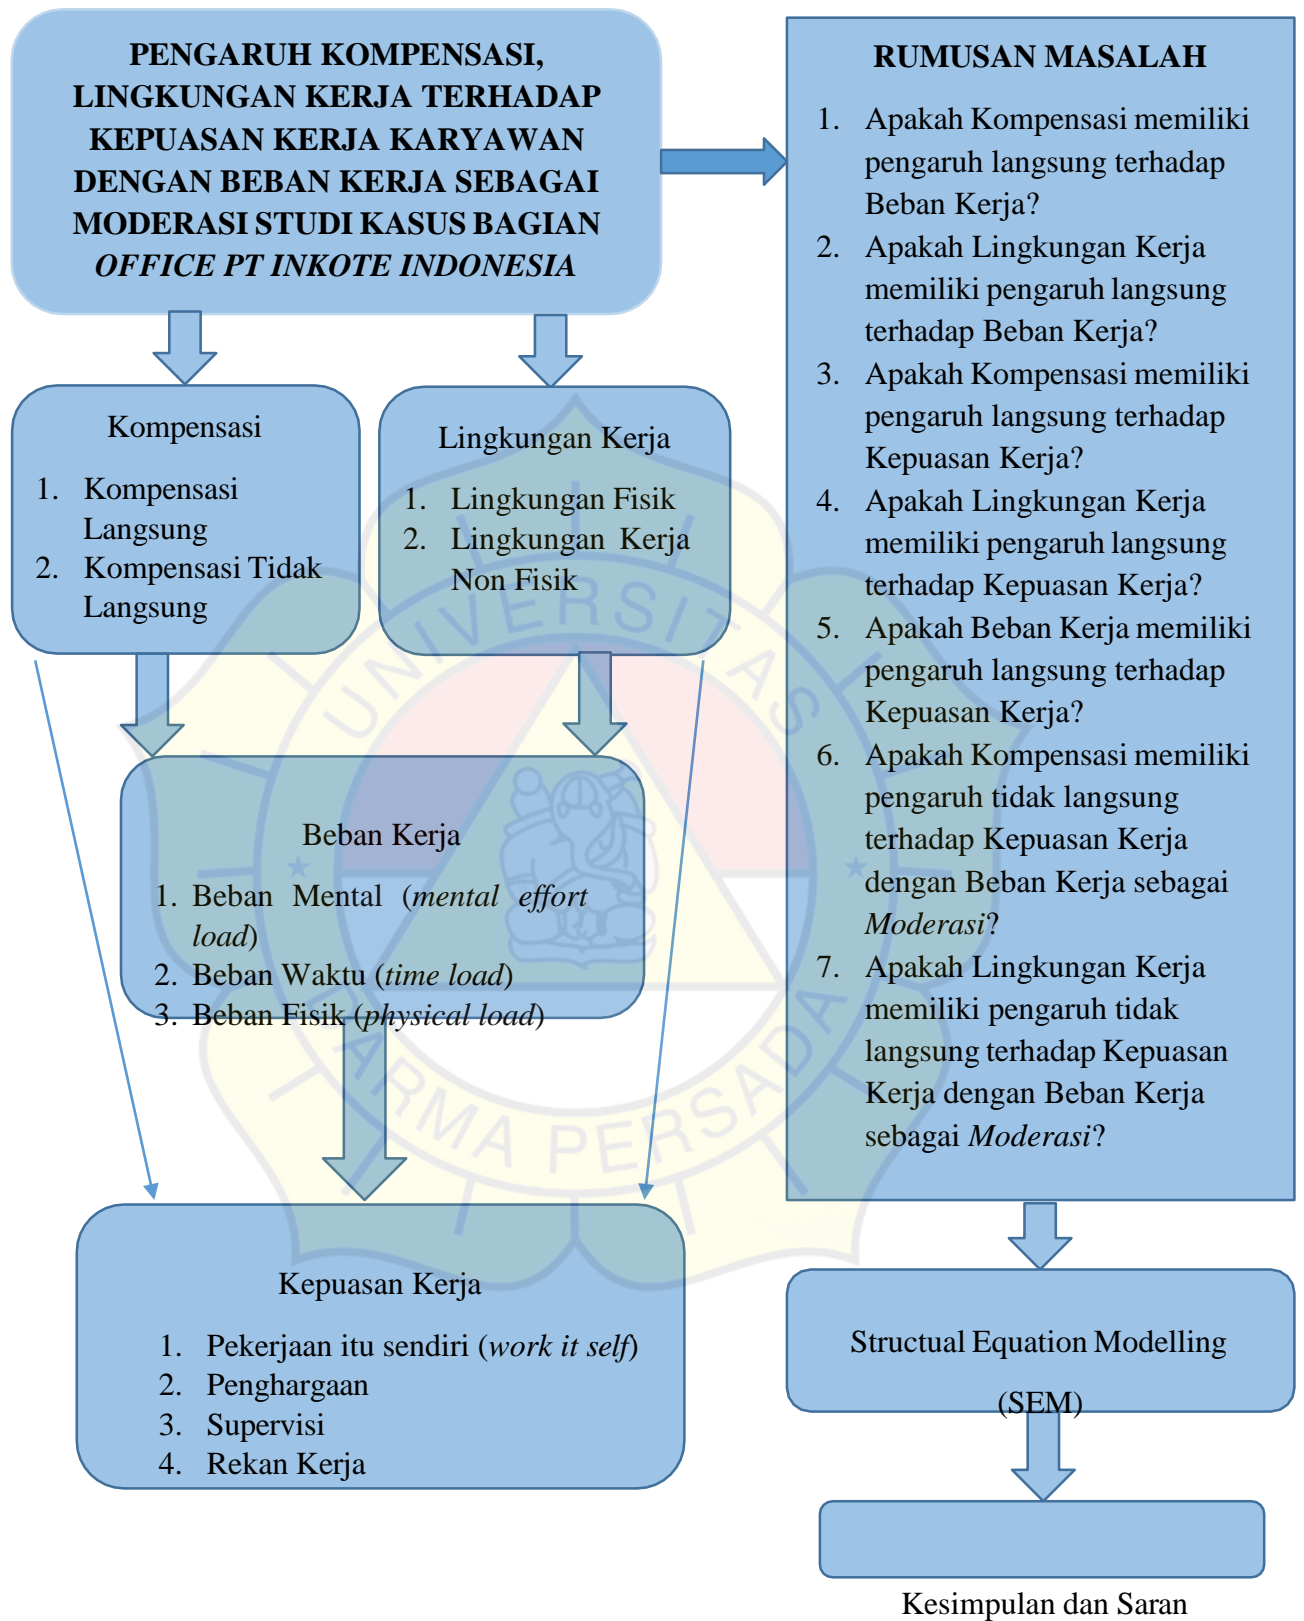 PENGARUH KOMPENSASI,
LINGKUNGAN KERJA TERHADAP
KEPUASAN KERJA KARYAWAN
DENGAN BEBAN KERJA SEBAGAI
MODERASI STUDI KASUS BAGIAN
OFFICE PT INKOTE INDONESIA
RUMUSAN MASALAH
1. Apakah Kompensasi memiliki
pengaruh langsung terhadap
Beban Kerja?
2. Apakah Lingkungan Kerja
memiliki pengaruh langsung
terhadap Beban Kerja?
3. Apakah Kompensasi memiliki
pengaruh langsung terhadap
Kepuasan Kerja?
4. Apakah Lingkungan Kerja
memiliki pengaruh langsung
terhadap Kepuasan Kerja?
5. Apakah Beban Kerja memiliki
pengaruh langsung terhadap
Kepuasan Kerja?
6. Apakah Kompensasi memiliki
pengaruh tidak langsung
terhadap Kepuasan Kerja
dengan Beban Kerja sebagai
Moderasi?
7. Apakah Lingkungan Kerja
memiliki pengaruh tidak
langsung terhadap Kepuasan
Kerja dengan Beban Kerja
sebagai Moderasi?
Kompensasi
1. Kompensasi
Langsung
2. Kompensasi Tidak
Langsung
Lingkungan Kerja
1. Lingkungan Fisik
2. Lingkungan Kerja
Non Fisik
Beban Kerja
1. Beban Mental (mental effort
load)
2. Beban Waktu (time load)
3. Beban Fisik (physical load)
Kepuasan Kerja
1. Pekerjaan itu sendiri (work it self)
2. Penghargaan
3. Supervisi
4. Rekan Kerja
Structual Equation Modelling
(SEM)
Kesimpulan dan Saran
UNIVERSITAS
DARMA PERSADA